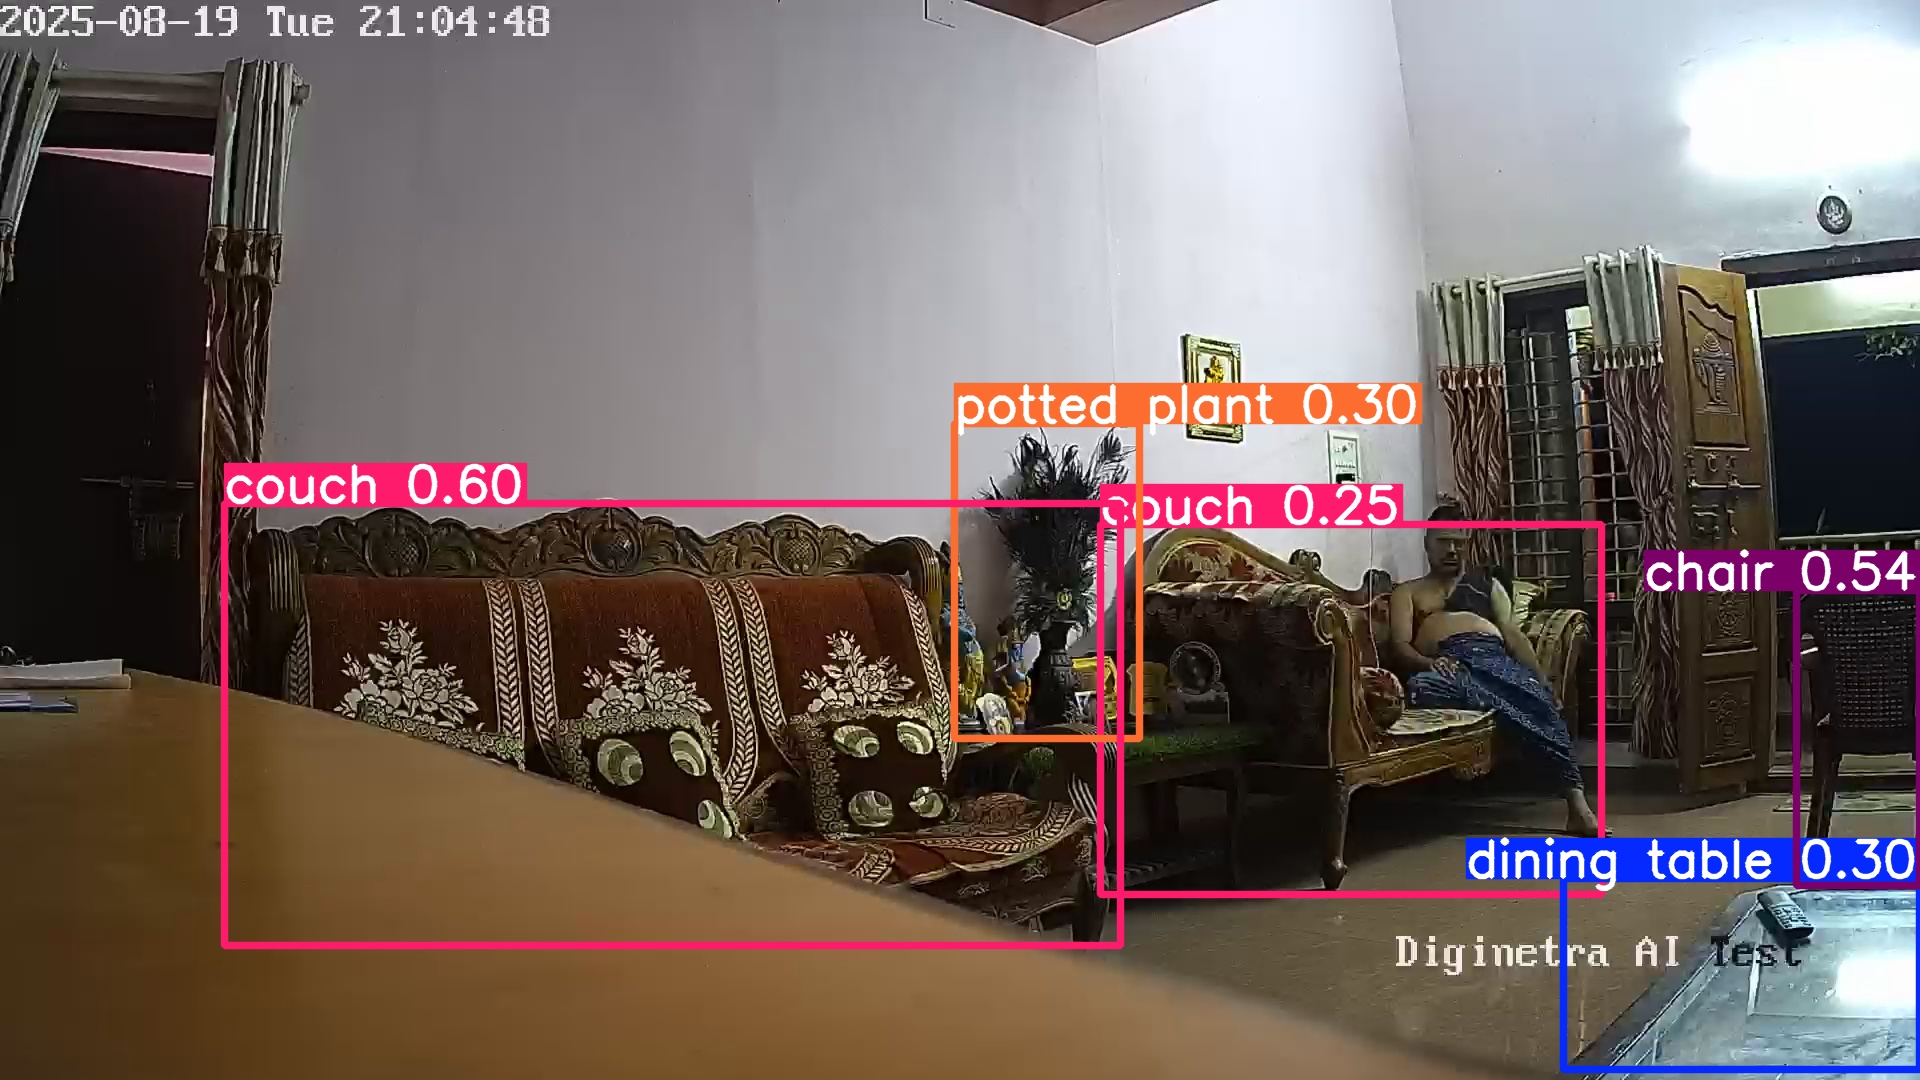 2025-08-19 Tue 21:04:48
potted plant 0.30
couch 0.60
couch 0.25
chair 0.54
dining table 0.30
Diginetra AI Test